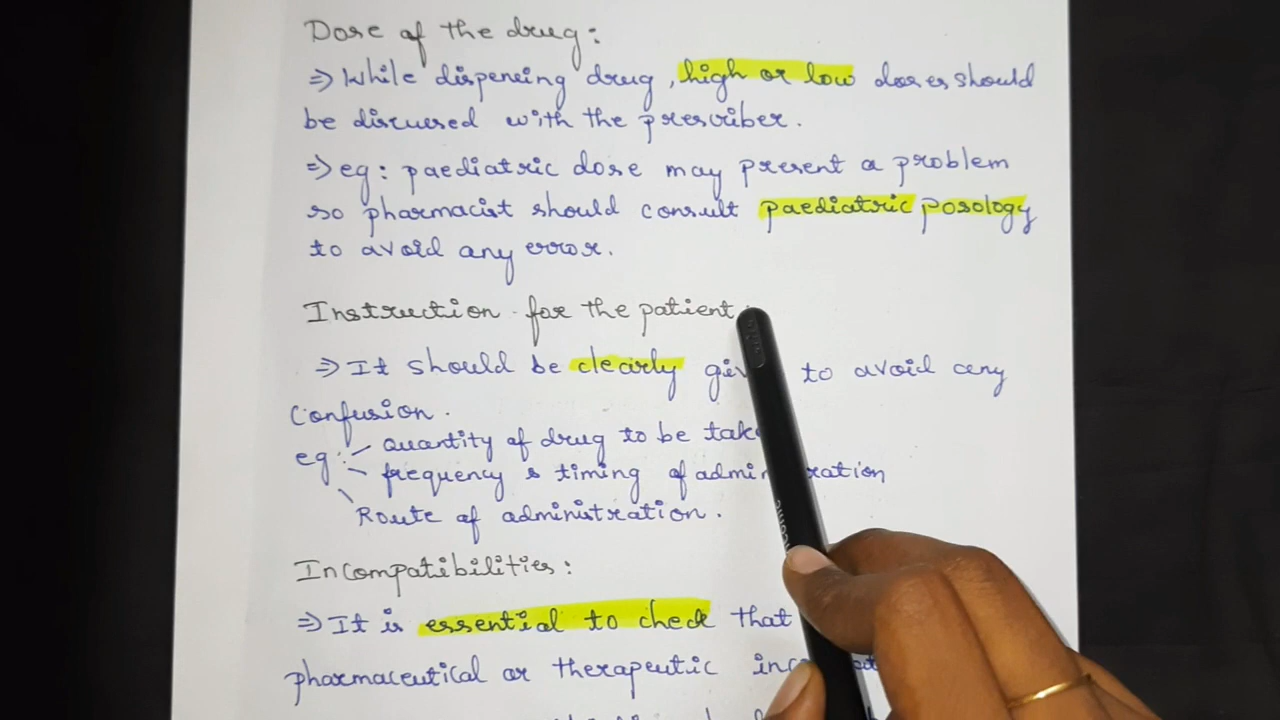 Dose of the drug:
⇒ While dispensing drug, high or low doses should
be discussed with the prescriber.
⇒ eg: paediatric dose may present a problem
so pharmacist should consult paediatric posology
to avoid any error.
Instruction for the patient
⇒ It should be clearly to avoid any
confusion.
eg: quantity of drug to be
frequency & timing of
Route of administration.
Incompatibilities:
⇒ It is essential to check that
pharmaceutical or therapeutic